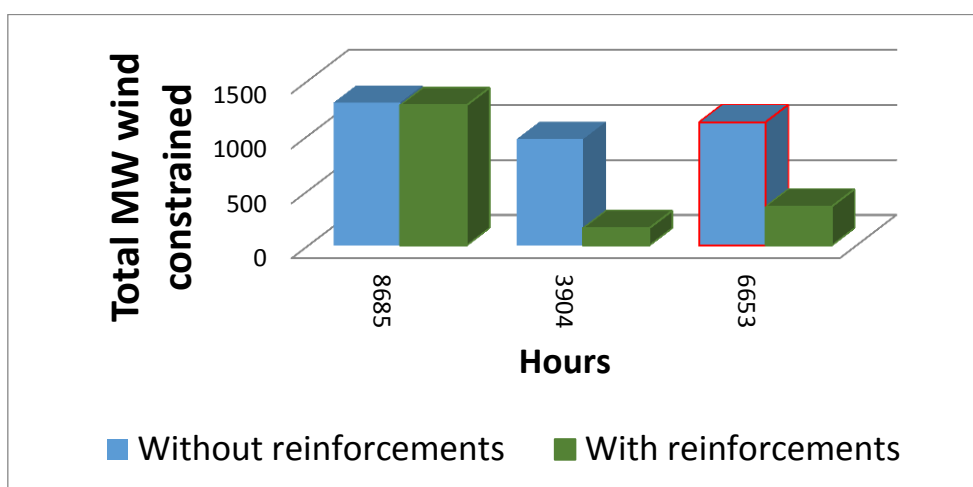 Total MW wind
constrained
1500
1000
500
0
8685
3904
6653
Hours
Without reinforcements
With reinforcements